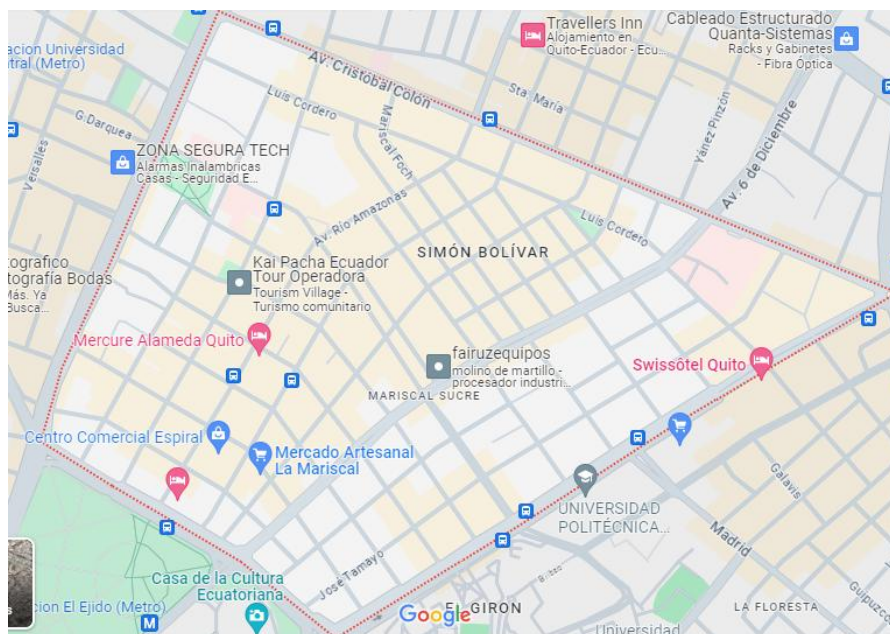 Travellers Inn
Alojamiento en
Quito-Ecuador - Ecu...
Cableado Estructurado
Quanta-Sistemas
Racks y Gabinetes
- Fibra Óptica
acion Universidad
ntral (Metro)
Av. Cristóbal Colón
Luis Cordero
Mariscal Foch
Sta. María
Yánez Pinzón
Av. 6 de Diciembre
G. Darquea
Versalles
ZONA SEGURA TECH
Alarmas Inalambricas
Casas - Seguridad E...
Av. Río Amazonas
Luis Cordero
SIMÓN BOLÍVAR
tografico
tografía Bodas
Más. Ya
Busca...
Kai Pacha Ecuador
Tour Operadora
Tourism Village -
Turismo comunitario
Mercure Alameda Quito
fairuzequipos
molino de martillo -
procesador industri...
Swissôtel Quito
MARISCAL SUCRE
Centro Comercial Espiral
Mercado Artesanal
La Mariscal
UNIVERSIDAD
POLITÉCNICA...
Galavis
Madrid
José Tamayo
Bilbao
Casa de la Cultura
Ecuatoriana
Guipuzco
s
cion El Ejido (Metro)
M
Google
EL GIRON
LA FLORESTA
Universidad